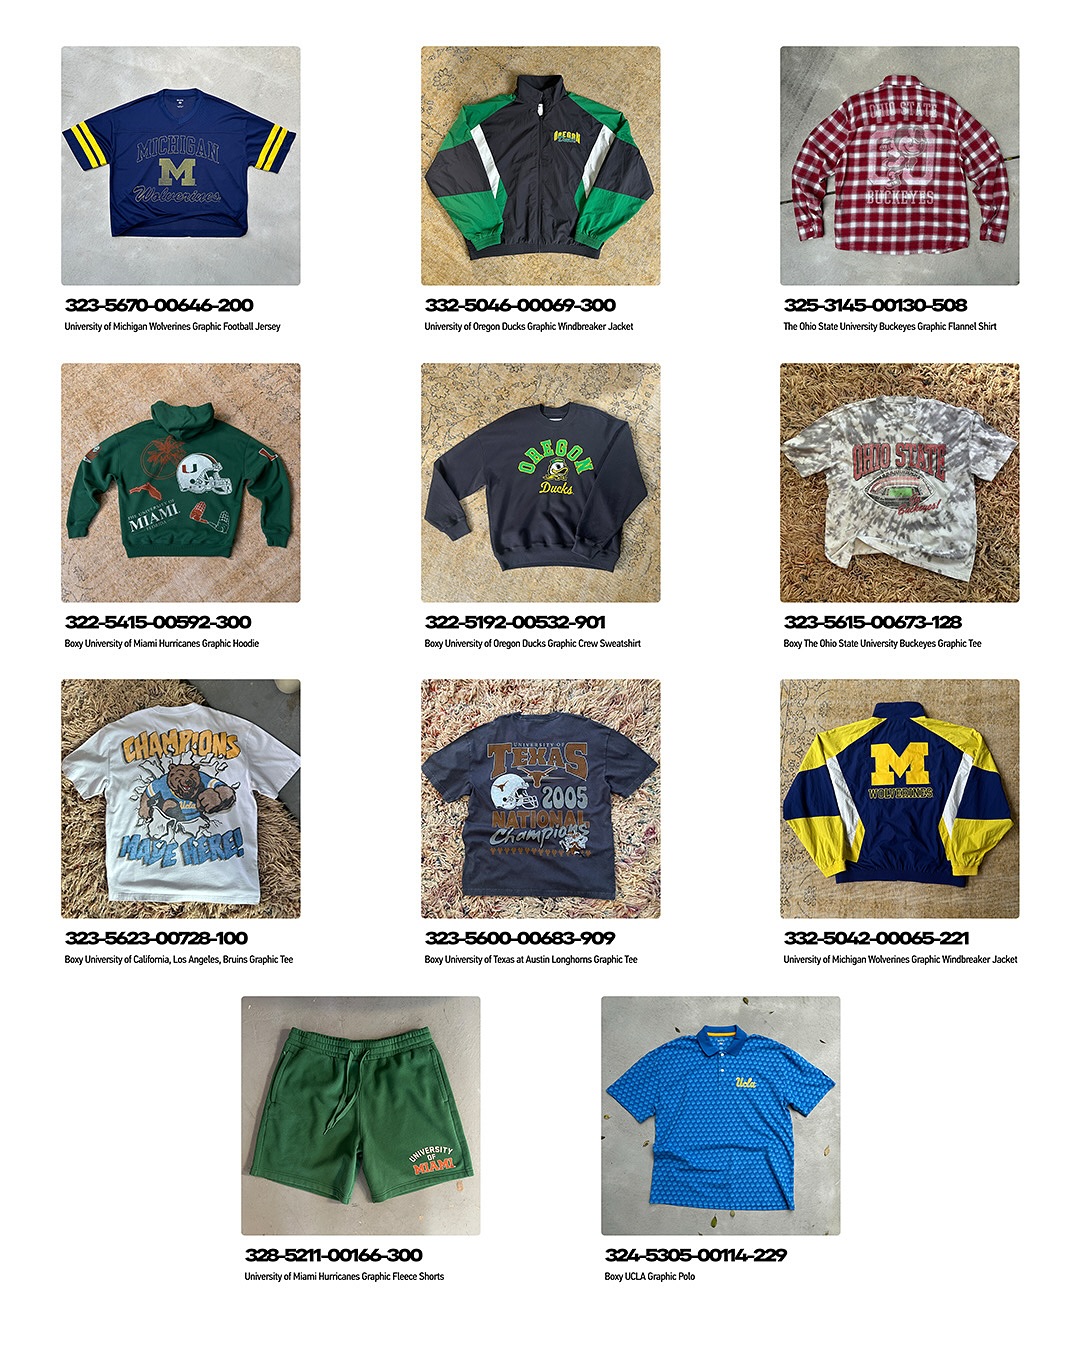 MICHIGAN
M
Wolverines
OREGON
OHIO STATE
BUCKEYES
323-5670-00646-200
University of Michigan Wolverines Graphic Football Jersey
332-5046-00069-300
University of Oregon Ducks Graphic Windbreaker Jacket
325-3145-00130-508
The Ohio State University Buckeyes Graphic Flannel Shirt
U
THE UNIVERSITY OF
MIAMI
OREGON
Ducks
OHIO STATE
Buckeyes!
322-5415-00592-300
Boxy University of Miami Hurricanes Graphic Hoodie
322-5192-00532-901
Boxy University of Oregon Ducks Graphic Crew Sweatshirt
323-5615-00673-128
Boxy The Ohio State University Buckeyes Graphic Tee
CHAMPIONS
Ucla
MADE HERE!
UNIVERSITY OF
TEXAS
2005
NATIONAL
Champions
M
WOLVERINES
323-5623-00728-100
Boxy University of California, Los Angeles, Bruins Graphic Tee
323-5600-00683-909
Boxy University of Texas at Austin Longhorns Graphic Tee
332-5042-00065-221
University of Michigan Wolverines Graphic Windbreaker Jacket
UNIVERSITY
OF
MIAMI
Ucla
328-5211-00166-300
University of Miami Hurricanes Graphic Fleece Shorts
324-5305-00114-229
Boxy UCLA Graphic Polo